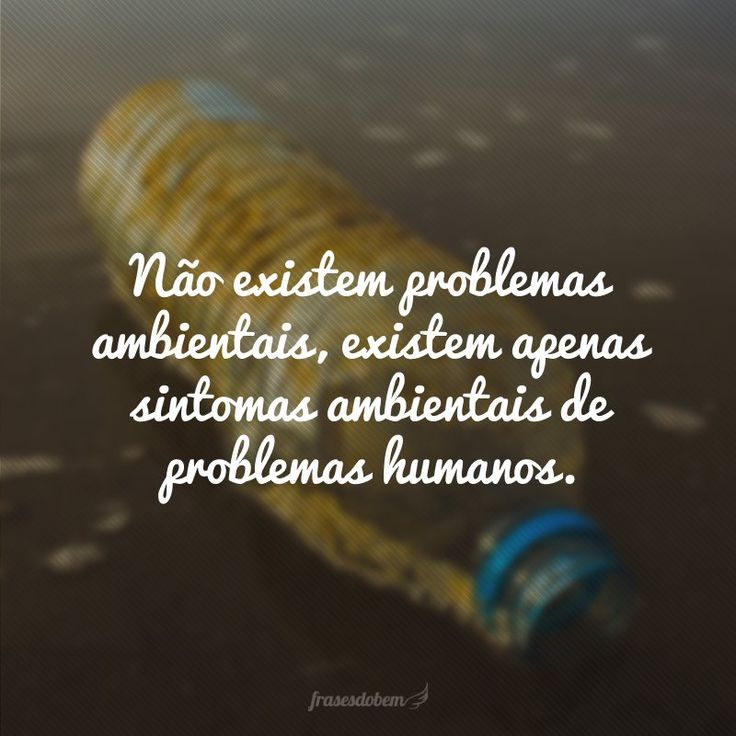 Não existem problemas
ambientais, existem apenas
sintomas ambientais de
problemas humanos.
frasesdobem